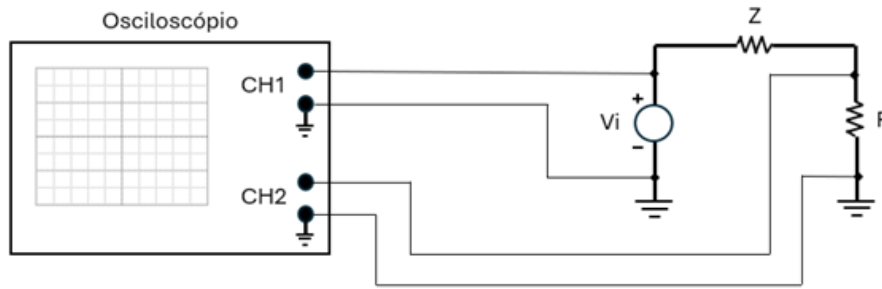 Osciloscópio
Z
CH1
+
Vi
R
−
CH2